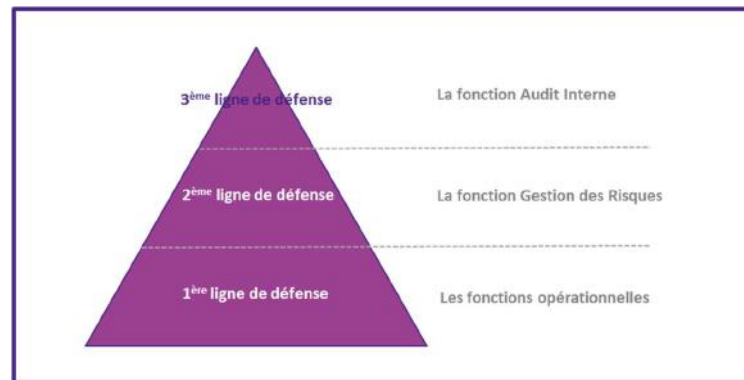 3ème ligne de défense
La fonction Audit Interne
2ème ligne de défense
La fonction Gestion des Risques
1ère ligne de défense
Les fonctions opérationnelles